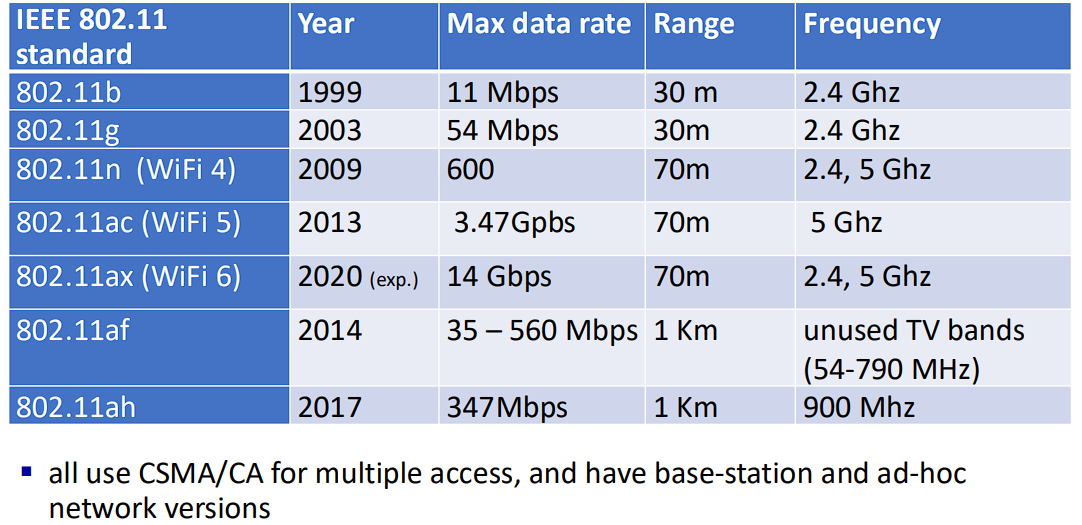 IEEE 802.11 standard Year Max data rate Range Frequency
802.11b 1999 11 Mbps 30 m 2.4 Ghz
802.11g 2003 54 Mbps 30m 2.4 Ghz
802.11n (WiFi 4) 2009 600 70m 2.4, 5 Ghz
802.11ac (WiFi 5) 2013 3.47Gpbs 70m 5 Ghz
802.11ax (WiFi 6) 2020 (exp.) 14 Gbps 70m 2.4, 5 Ghz
802.11af 2014 35 – 560 Mbps 1 Km unused TV bands (54-790 MHz)
802.11ah 2017 347Mbps 1 Km 900 Mhz
▪ all use CSMA/CA for multiple access, and have base-station and ad-hoc
network versions